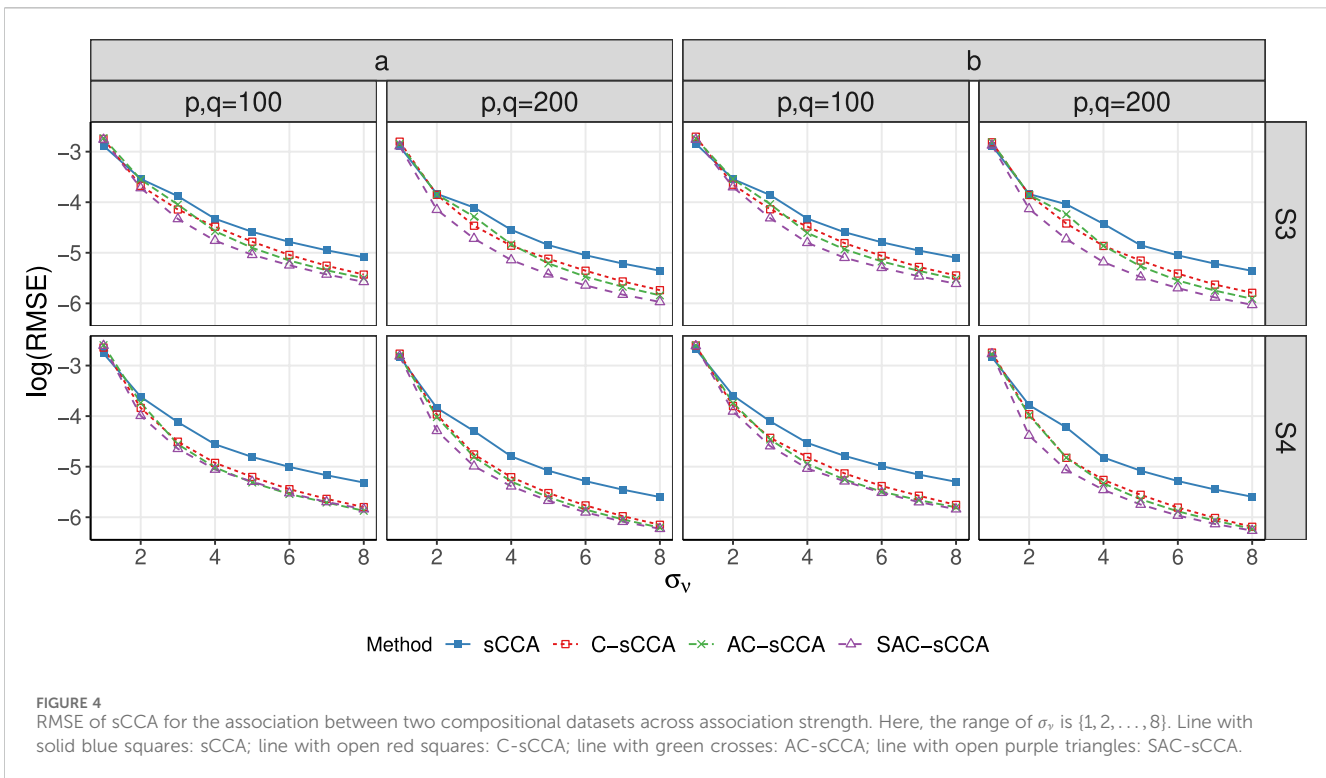 a b
p,q=100 p,q=200 p,q=100 p,q=200
−3
−4
−5
−6
S3
−3
−4
−5
−6
S4
log(RMSE)
2 4 6 8 2 4 6 8 2 4 6 8 2 4 6 8
σν
Method sCCA C−sCCA AC−sCCA SAC−sCCA
FIGURE 4
RMSE of sCCA for the association between two compositional datasets across association strength. Here, the range of σν is {1, 2, . . . , 8}. Line with
solid blue squares: sCCA; line with open red squares: C-sCCA; line with green crosses: AC-sCCA; line with open purple triangles: SAC-sCCA.